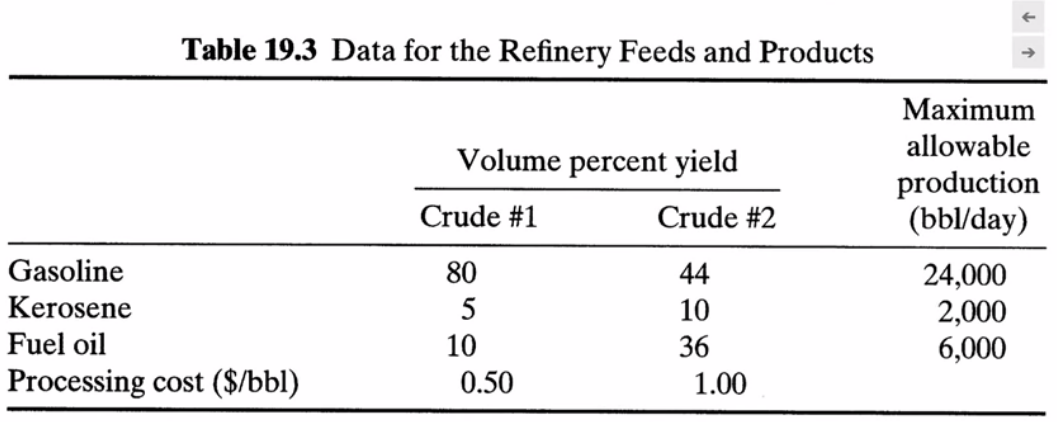 Table 19.3 Data for the Refinery Feeds and Products
Maximum
allowable
production
(bbl/day)
Volume percent yield
Crude #1 Crude #2
Gasoline 80 44 24,000
Kerosene 5 10 2,000
Fuel oil 10 36 6,000
Processing cost ($/bbl) 0.50 1.00